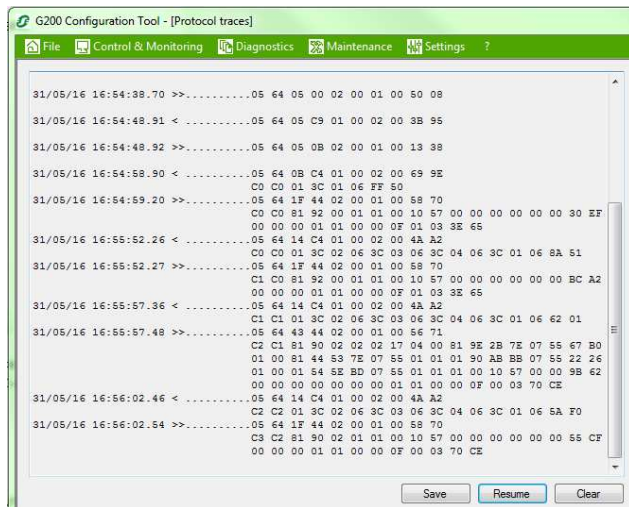 G200 Configuration Tool - [Protocol traces]
File Control & Monitoring Diagnostics Maintenance Settings ?
31/05/16 16:54:38.70 >>..........05 64 05 00 02 00 01 00 50 08
31/05/16 16:54:48.91 < ..........05 64 05 C9 01 00 02 00 3B 95
31/05/16 16:54:48.92 >>..........05 64 05 0B 02 00 01 00 13 38
31/05/16 16:54:58.90 < ..........05 64 0B C4 01 00 02 00 69 9E
C0 C0 01 3C 01 06 FF 50
31/05/16 16:54:59.20 >>..........05 64 1F 44 02 00 01 00 58 70
C0 C0 81 92 00 01 01 00 10 57 00 00 00 00 00 00 30 EF
00 00 00 01 01 00 00 0F 01 03 3E 65
31/05/16 16:55:52.26 < ..........05 64 14 C4 01 00 02 00 4A A2
C0 C0 01 3C 02 06 3C 03 06 3C 04 06 3C 01 06 8A 51
31/05/16 16:55:52.27 >>..........05 64 1F 44 02 00 01 00 58 70
C1 C0 81 92 00 01 01 00 10 57 00 00 00 00 00 00 BC A2
00 00 00 01 01 00 00 0F 01 03 3E 65
31/05/16 16:55:57.36 < ..........05 64 14 C4 01 00 02 00 4A A2
C1 C1 01 3C 02 06 3C 03 06 3C 04 06 3C 01 06 62 01
31/05/16 16:55:57.48 >>..........05 64 43 44 02 00 01 00 56 71
C2 C1 81 90 02 02 02 17 04 00 81 9E 2B 7E 07 55 67 B0
01 00 81 44 53 7E 07 55 01 01 01 90 AB BB 07 55 22 26
01 00 01 54 5E BD 07 55 01 01 01 00 10 57 00 00 9B 62
00 00 00 00 00 00 00 01 01 00 00 0F 00 03 70 CE
31/05/16 16:56:02.46 < ..........05 64 14 C4 01 00 02 00 4A A2
C2 C2 01 3C 02 06 3C 03 06 3C 04 06 3C 01 06 5A F0
31/05/16 16:56:02.54 >>..........05 64 1F 44 02 00 01 00 58 70
C3 C2 81 90 02 01 01 00 10 57 00 00 00 00 00 00 55 CF
00 00 00 01 01 00 00 0F 00 03 70 CE
Save Resume Clear